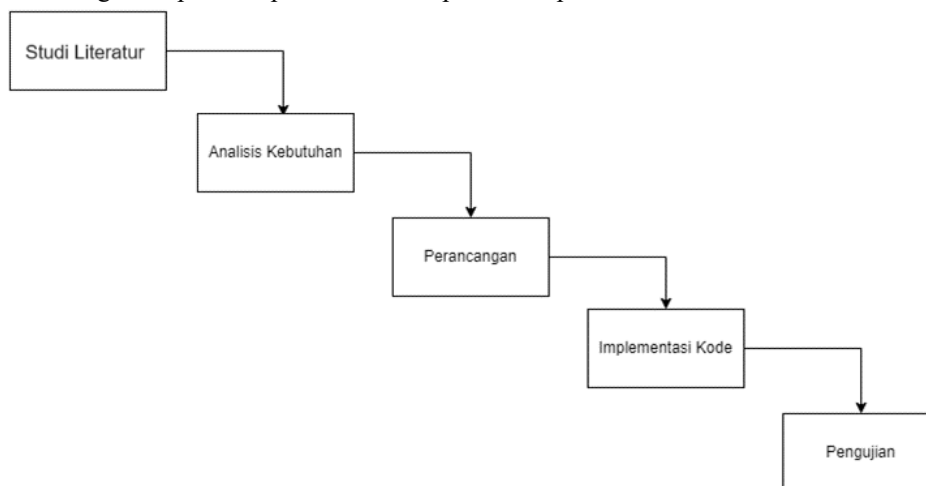 Studi Literatur
Analisis Kebutuhan
Perancangan
Implementasi Kode
Pengujian